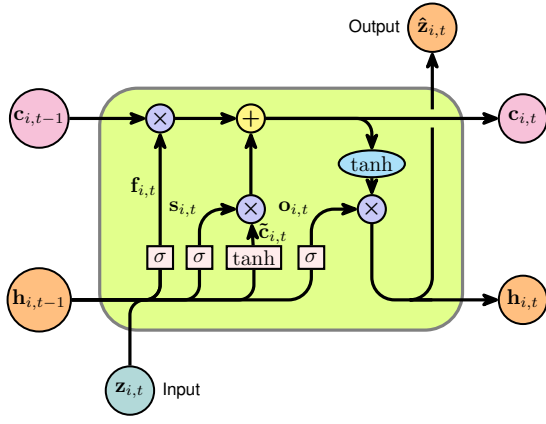 Output ẑ_{i,t}
c_{i,t−1} × + c_{i,t}
tanh
f_{i,t} s_{i,t} × o_{i,t} ×
c̃_{i,t}
σ σ tanh σ
h_{i,t−1} h_{i,t}
z_{i,t} Input